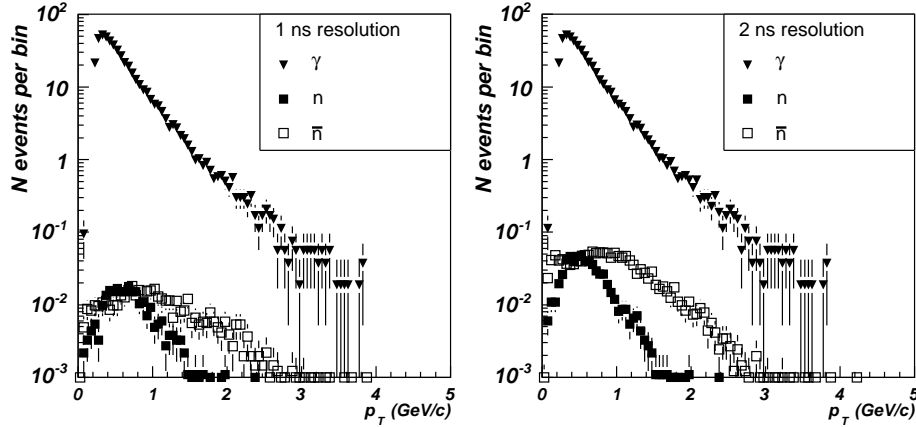 N events per bin
10²
10
1
10⁻¹
10⁻²
10⁻³
1 ns resolution
γ
n
n̅
0 1 2 3 4 5
p_T (GeV/c)
N events per bin
10²
10
1
10⁻¹
10⁻²
10⁻³
2 ns resolution
γ
n
n̅
0 1 2 3 4 5
p_T (GeV/c)